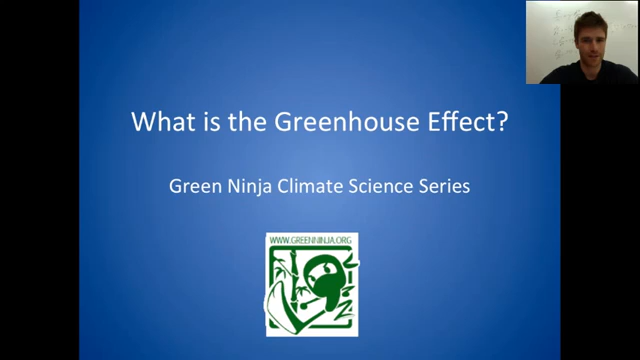 What is the Greenhouse Effect?
Green Ninja Climate Science Series
WWW.GREENNINJA.ORG